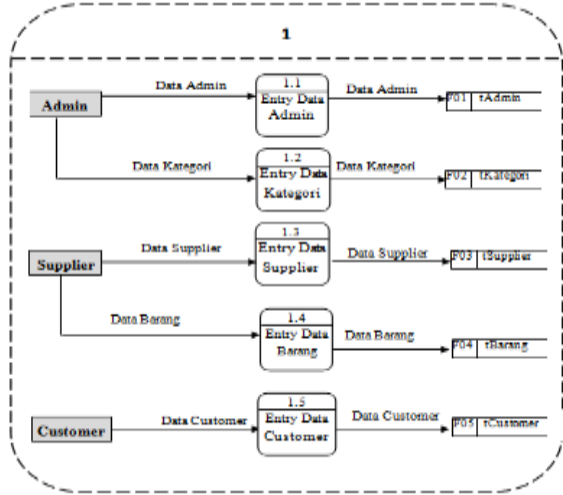 1
Data Admin
1.1
Entry Data
Admin
Data Admin
F01 tAdmin
Admin
Data Kategori
1.2
Entry Data
Kategori
Data Kategori
F02 tKategori
Data Supplier
1.3
Entry Data
Supplier
Data Supplier
F03 tSupplier
Supplier
Data Barang
1.4
Entry Data
Barang
Data Barang
F04 tBarang
Data Customer
1.5
Entry Data
Customer
Data Customer
F05 tCustomer
Customer